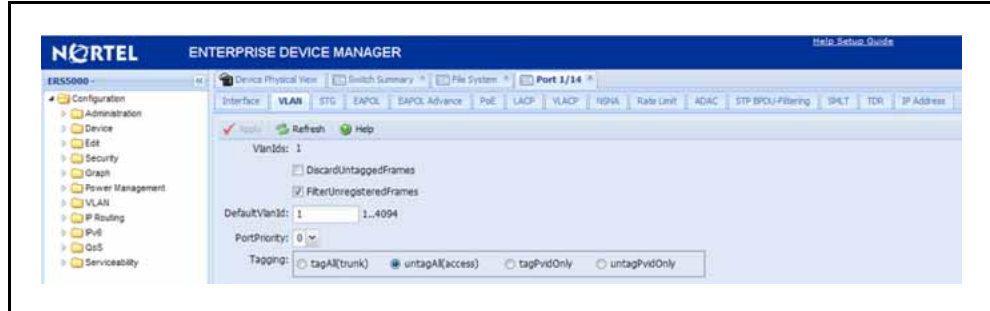 Help Setup Guide
NORTEL ENTERPRISE DEVICE MANAGER
ERS5000 -
Device Physical View Switch Summary File System Port 1/14
Configuration
Administration
Device
Edit
Security
Graph
Power Management
VLAN
IP Routing
IPv6
QoS
Serviceability
Interface VLAN STG EAPOL EAPOL Advance PoE LACP VLACP NSNA Rate Limit ADAC STP BPDU-Filtering SMLT TDR IP Address
Apply Refresh Help
VlanIds: 1
DiscardUntaggedFrames
FilterUnregisteredFrames
DefaultVlanId: 1 1..4094
PortPriority: 0
Tagging: tagAll(trunk) untagAll(access) tagPvidOnly untagPvidOnly